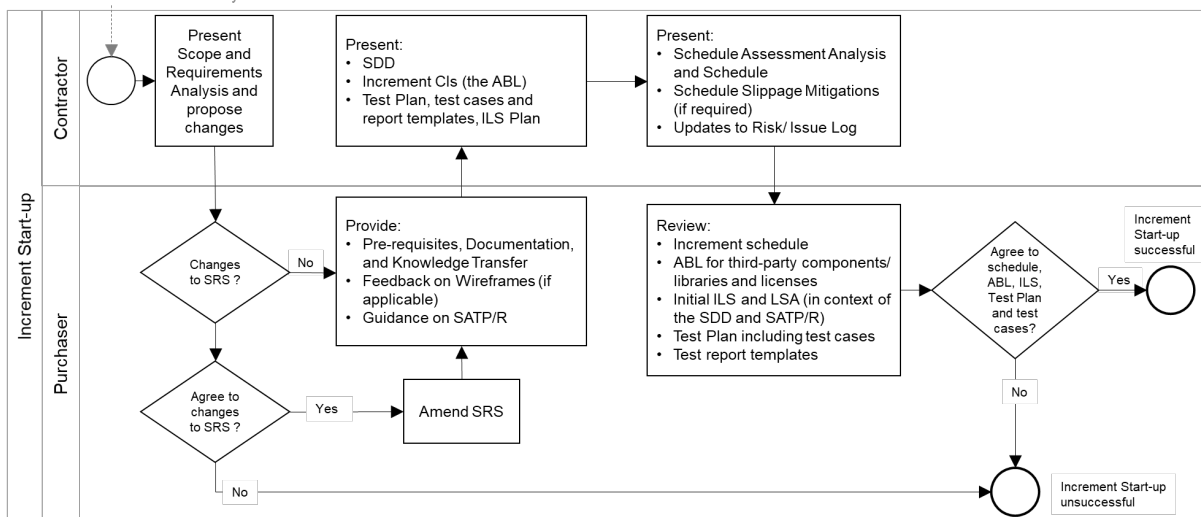 Increment Start-up
Contractor
Present
Scope and
Requirements
Analysis and
propose
changes
Present:
• SDD
• Increment CIs (the ABL)
• Test Plan, test cases and
report templates, ILS Plan
Present:
• Schedule Assessment Analysis
and Schedule
• Schedule Slippage Mitigations
(if required)
• Updates to Risk/ Issue Log
Purchaser
Changes
to SRS ?
No
Provide:
• Pre-requisites, Documentation,
and Knowledge Transfer
• Feedback on Wireframes (if
applicable)
• Guidance on SATP/R
Review:
• Increment schedule
• ABL for third-party components/
libraries and licenses
• Initial ILS and LSA (in context of
the SDD and SATP/R)
• Test Plan including test cases
• Test report templates
Agree to
schedule,
ABL, ILS,
Test Plan
and test
cases?
Yes
Increment
Start-up
successful
Agree to
changes
to SRS ?
Yes
Amend SRS
No
No
Increment Start-up
unsuccessful